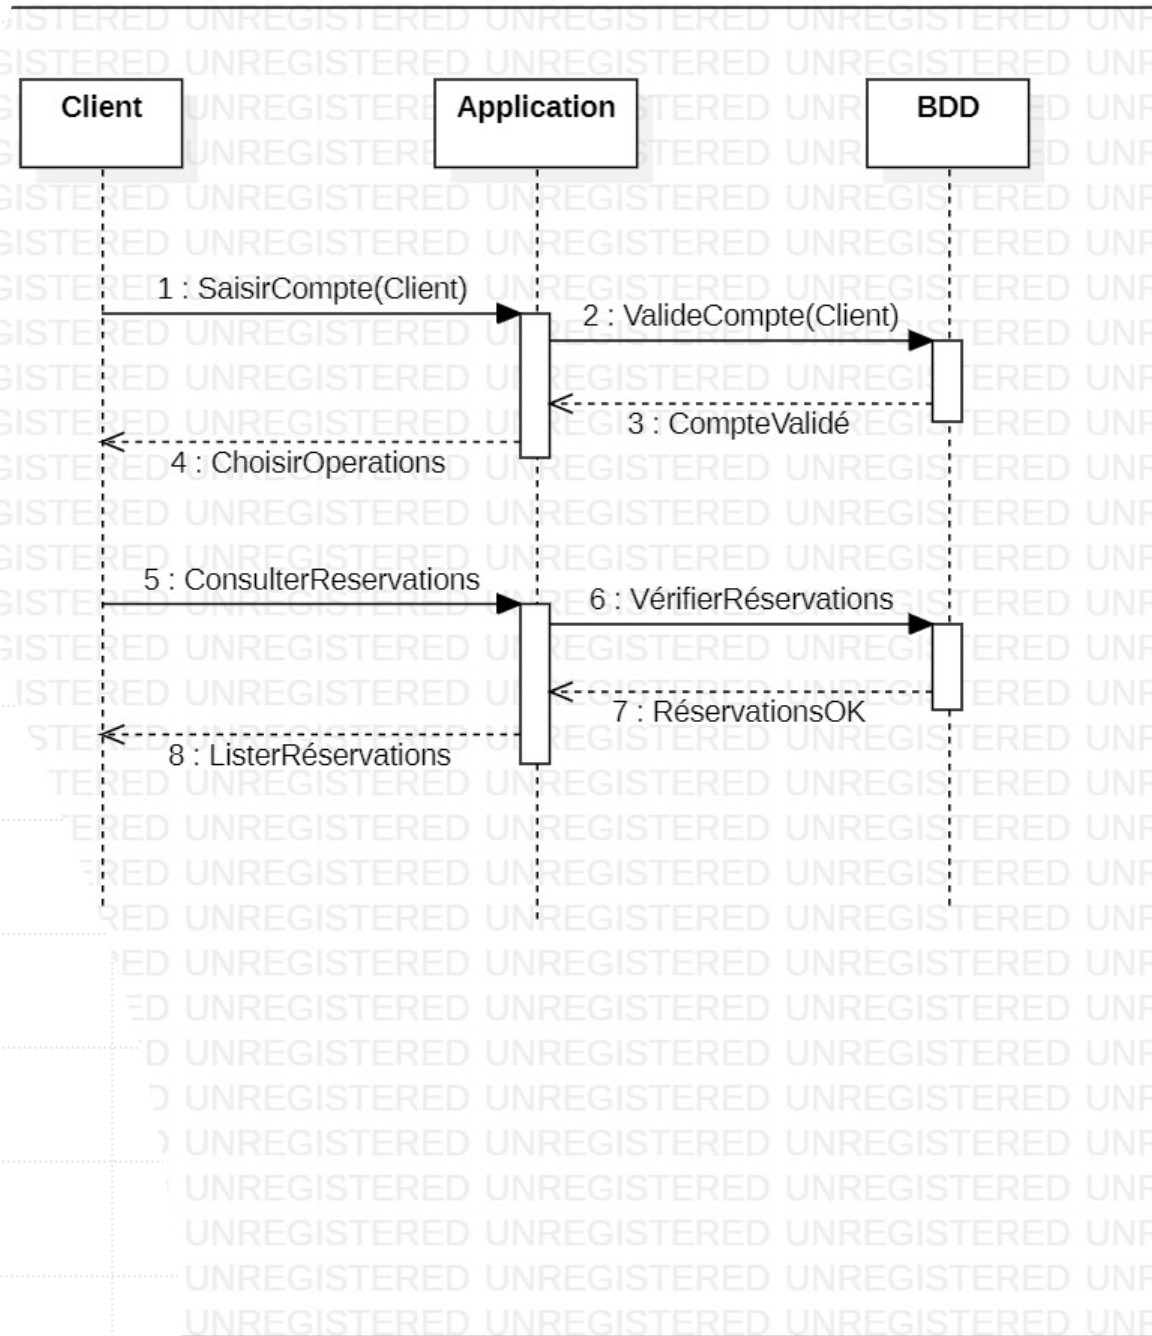 Client
Application
BDD
1 : SaisirCompte(Client)
2 : ValideCompte(Client)
3 : CompteValidé
4 : ChoisirOperations
5 : ConsulterReservations
6 : VérifierRéservations
7 : RéservationsOK
8 : ListerRéservations
UNREGISTERED